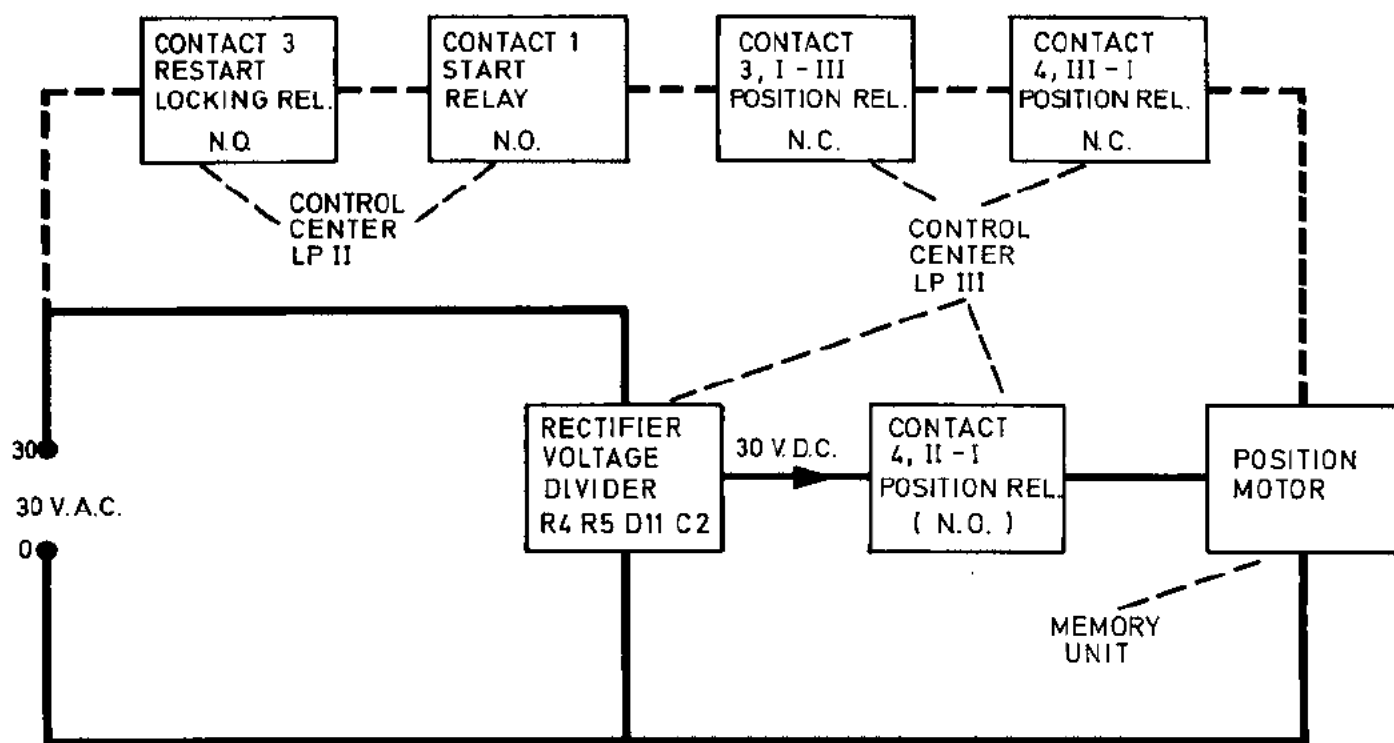 CONTACT 3
RESTART
LOCKING REL.
N.O.
CONTACT 1
START
RELAY
N.O.
CONTACT
3, I - III
POSITION REL.
N.C.
CONTACT
4, III - I
POSITION REL.
N.C.
CONTROL
CENTER
LP II
CONTROL
CENTER
LP III
30
30 V.A.C.
0
RECTIFIER
VOLTAGE
DIVIDER
R4 R5 D11 C2
30 V.D.C.
CONTACT
4, II - I
POSITION REL.
( N.O. )
POSITION
MOTOR
MEMORY
UNIT